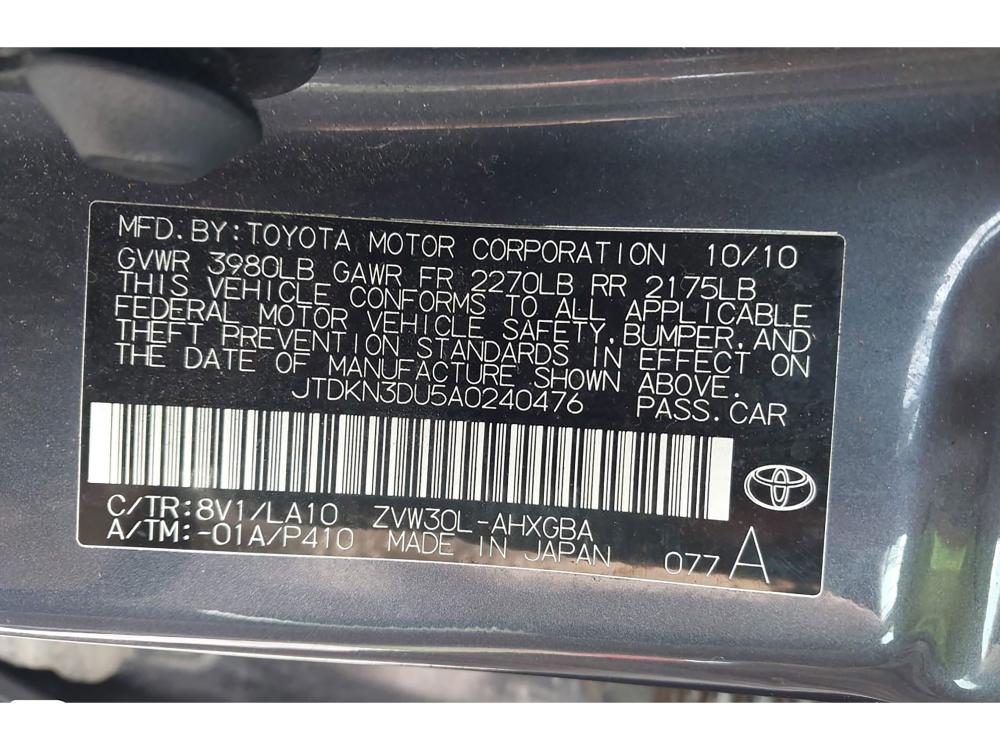 MFD.BY:TOYOTA MOTOR CORPORATION 10/10
GVWR 3980LB GAWR FR 2270LB RR 2175LB
THIS VEHICLE CONFORMS TO ALL APPLICABLE
FEDERAL MOTOR VEHICLE SAFETY,BUMPER,AND
THEFT PREVENTION STANDARDS IN EFFECT ON
THE DATE OF MANUFACTURE SHOWN ABOVE.
JTDKN3DU5A0240476 PASS.CAR
C/TR:8V1/LA10 ZVW30L-AHXGBA
A/TM:-01A/P410 MADE IN JAPAN 077 A